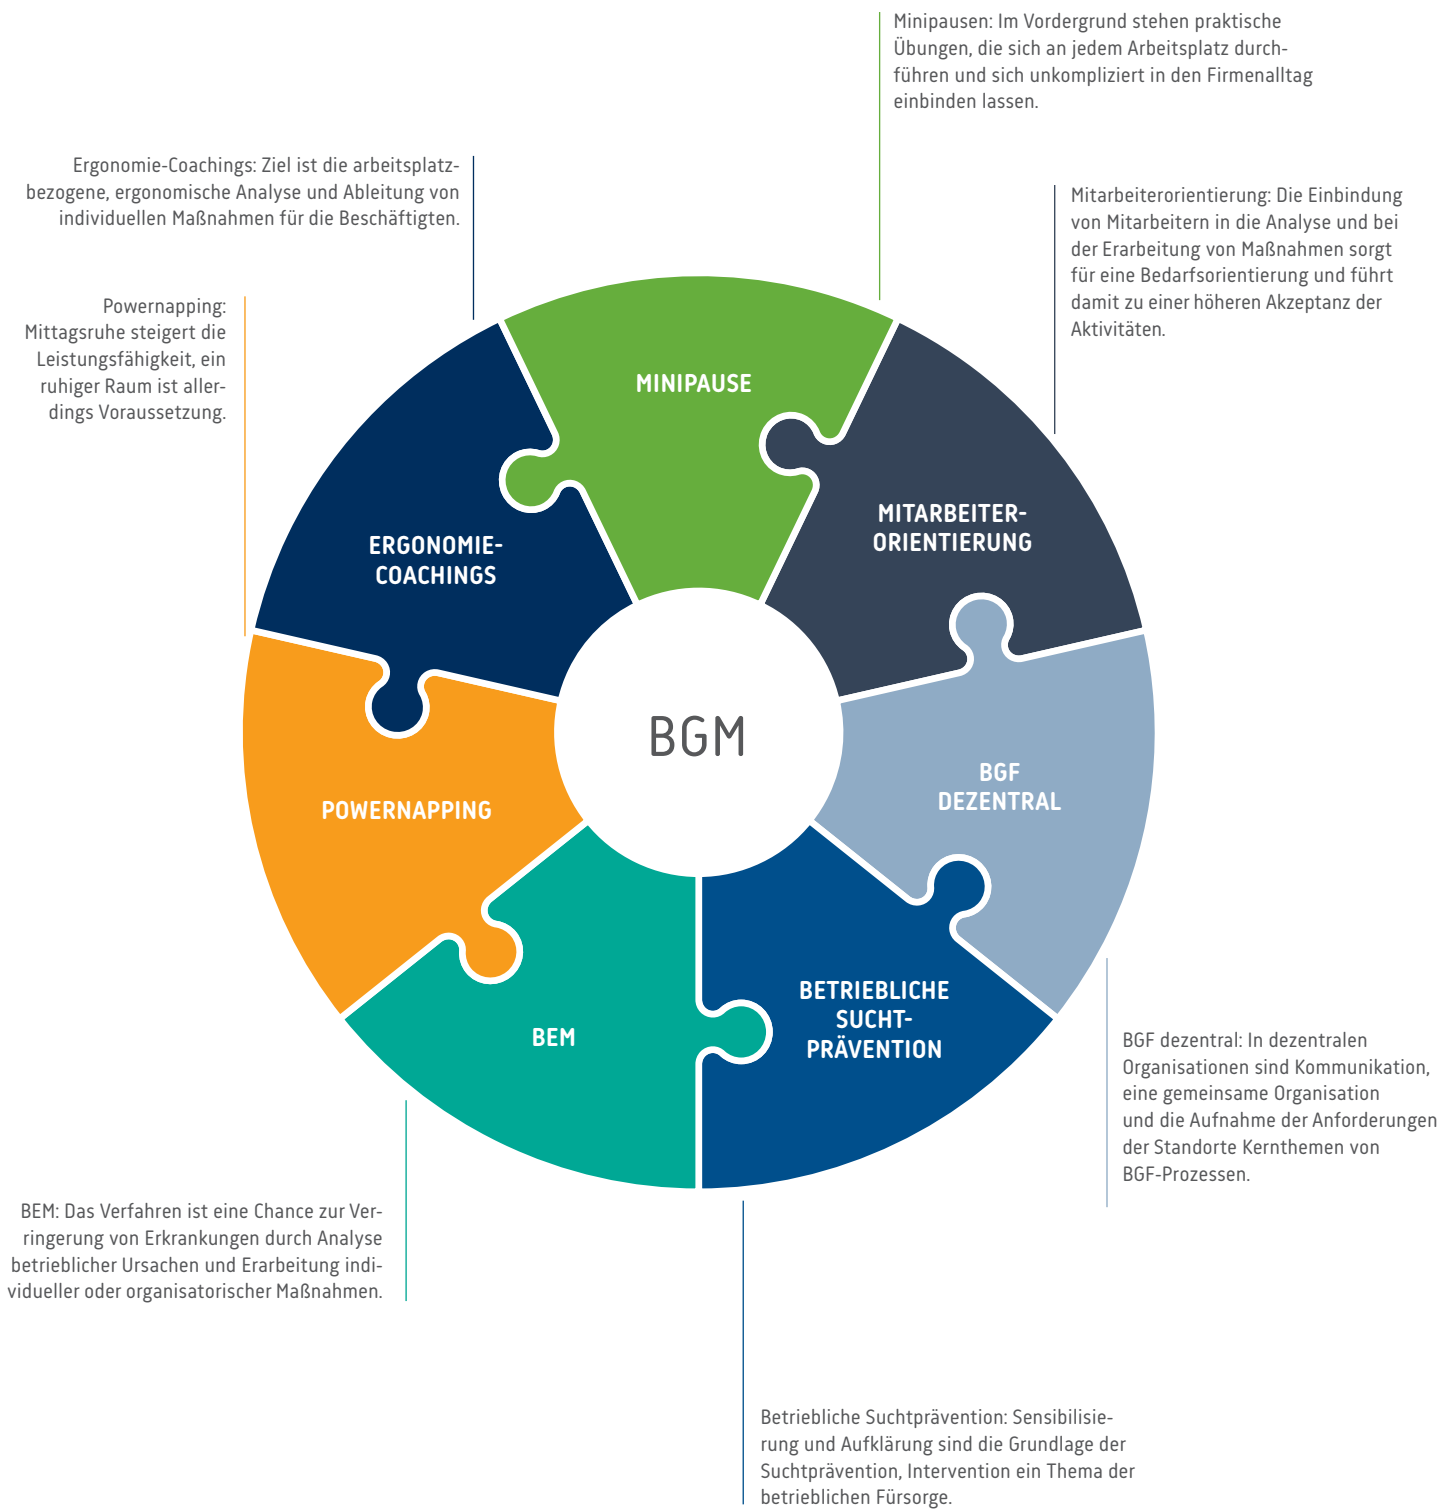 Minipausen: Im Vordergrund stehen praktische
Übungen, die sich an jedem Arbeitsplatz durch-
führen und sich unkompliziert in den Firmenalltag
einbinden lassen.
Ergonomie-Coachings: Ziel ist die arbeitsplatz-
bezogene, ergonomische Analyse und Ableitung von
individuellen Maßnahmen für die Beschäftigten.
Mitarbeiterorientierung: Die Einbindung
von Mitarbeitern in die Analyse und bei
der Erarbeitung von Maßnahmen sorgt
für eine Bedarfsorientierung und führt
damit zu einer höheren Akzeptanz der
Aktivitäten.
Powernapping:
Mittagsruhe steigert die
Leistungsfähigkeit, ein
ruhiger Raum ist aller-
dings Voraussetzung.
MINIPAUSE
MITARBEITER-
ORIENTIERUNG
ERGONOMIE-
COACHINGS
BGM
BGF
DEZENTRAL
POWERNAPPING
BETRIEBLICHE
SUCHT-
PRÄVENTION
BEM
BGF dezentral: In dezentralen
Organisationen sind Kommunikation,
eine gemeinsame Organisation
und die Aufnahme der Anforderungen
der Standorte Kernthemen von
BGF-Prozessen.
BEM: Das Verfahren ist eine Chance zur Ver-
ringerung von Erkrankungen durch Analyse
betrieblicher Ursachen und Erarbeitung indi-
vidueller oder organisatorischer Maßnahmen.
Betriebliche Suchtprävention: Sensibilisie-
rung und Aufklärung sind die Grundlage der
Suchtprävention, Intervention ein Thema der
betrieblichen Fürsorge.